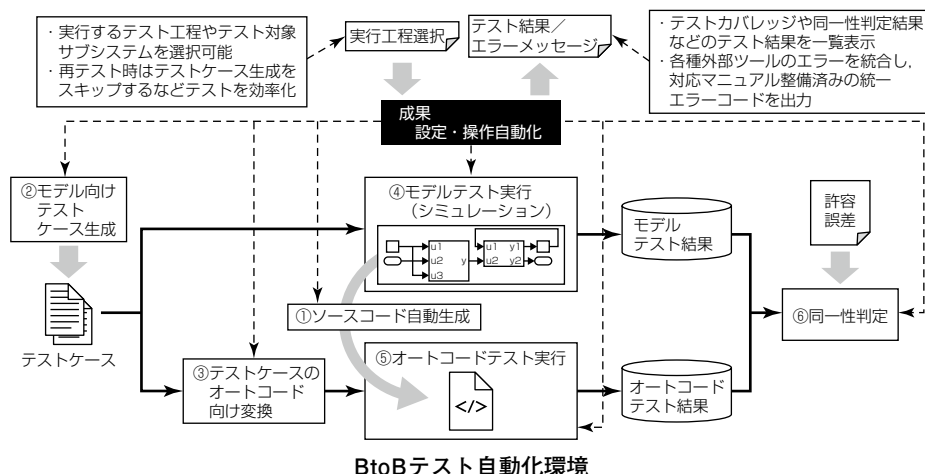 ・実行するテスト工程やテスト対象
サブシステムを選択可能
・再テスト時はテストケース生成を
スキップするなどテストを効率化
実行工程選択
テスト結果／
エラーメッセージ
・テストカバレッジや同一性判定結果
などのテスト結果を一覧表示
・各種外部ツールのエラーを統合し，
対応マニュアル整備済みの統一
エラーコードを出力
成果
設定・操作自動化
②モデル向け
テスト
ケース生成
④モデルテスト実行
（シミュレーション）
u1
u2
u3
y
u1
u2
y1
y2
モデル
テスト結果
許容
誤差
①ソースコード自動生成
⑥同一性判定
テストケース
③テストケースの
オートコード
向け変換
⑤オートコードテスト実行
</>
オートコード
テスト結果
BtoBテスト自動化環境